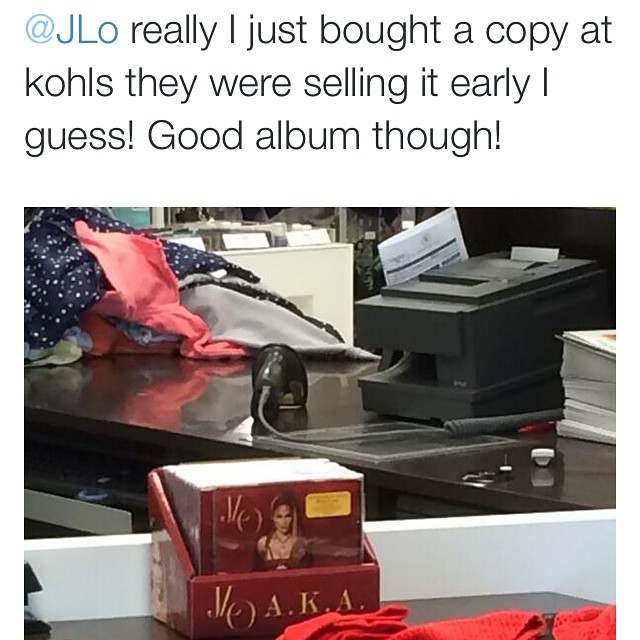 @JLo really I just bought a copy at
kohls they were selling it early I
guess! Good album though!
JLo
JLo A.K.A.